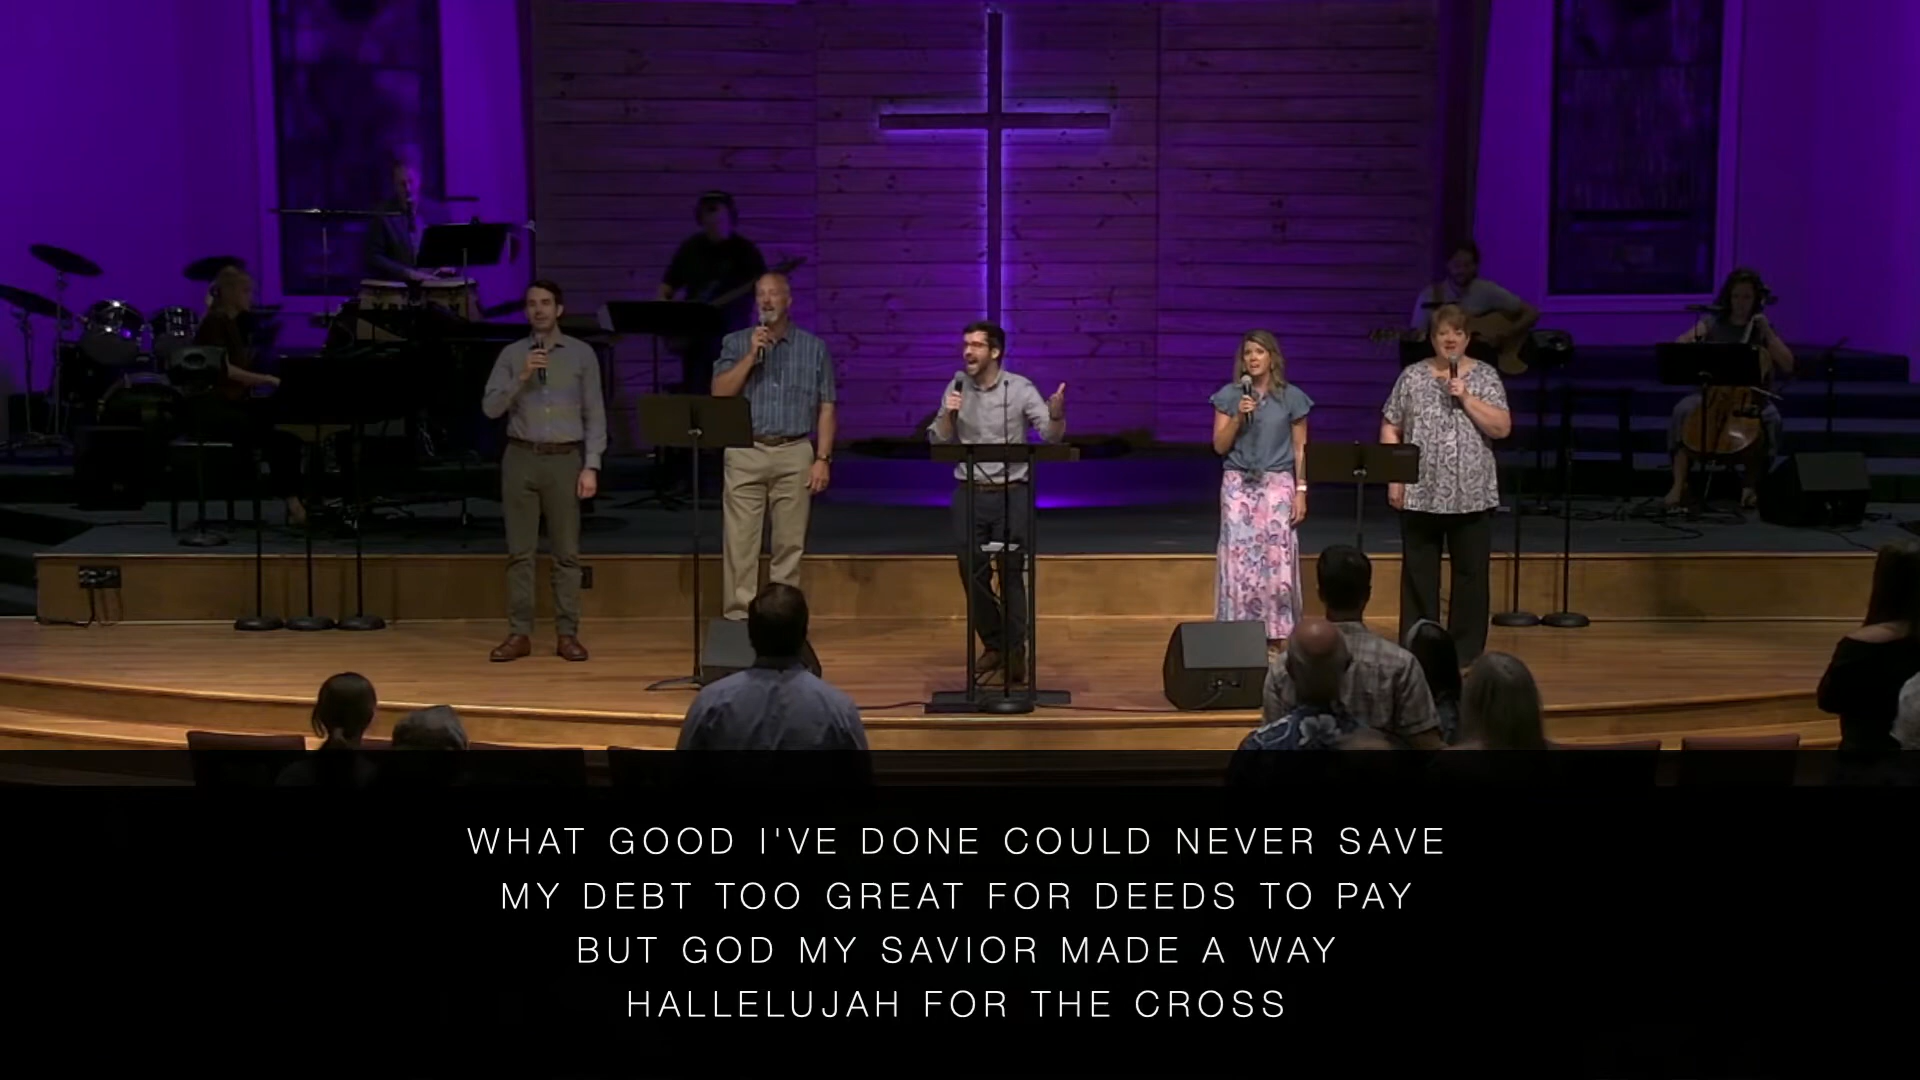 WHAT GOOD I'VE DONE COULD NEVER SAVE
MY DEBT TOO GREAT FOR DEEDS TO PAY
BUT GOD MY SAVIOR MADE A WAY
HALLELUJAH FOR THE CROSS